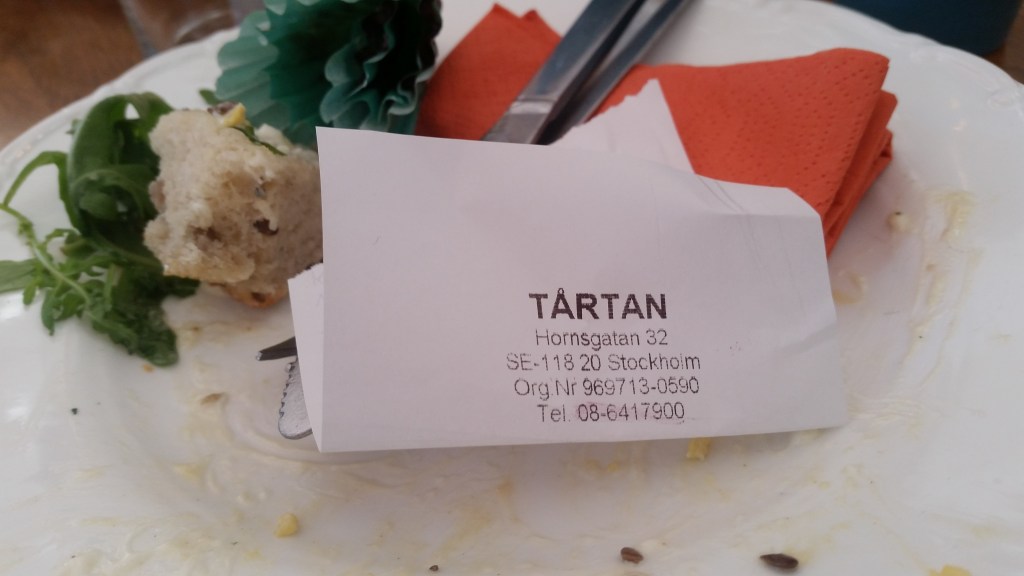 TÅRTAN
Hornsgatan 32
SE-118 20 Stockholm
Org.Nr 969713-0590
Tel. 08-6417900